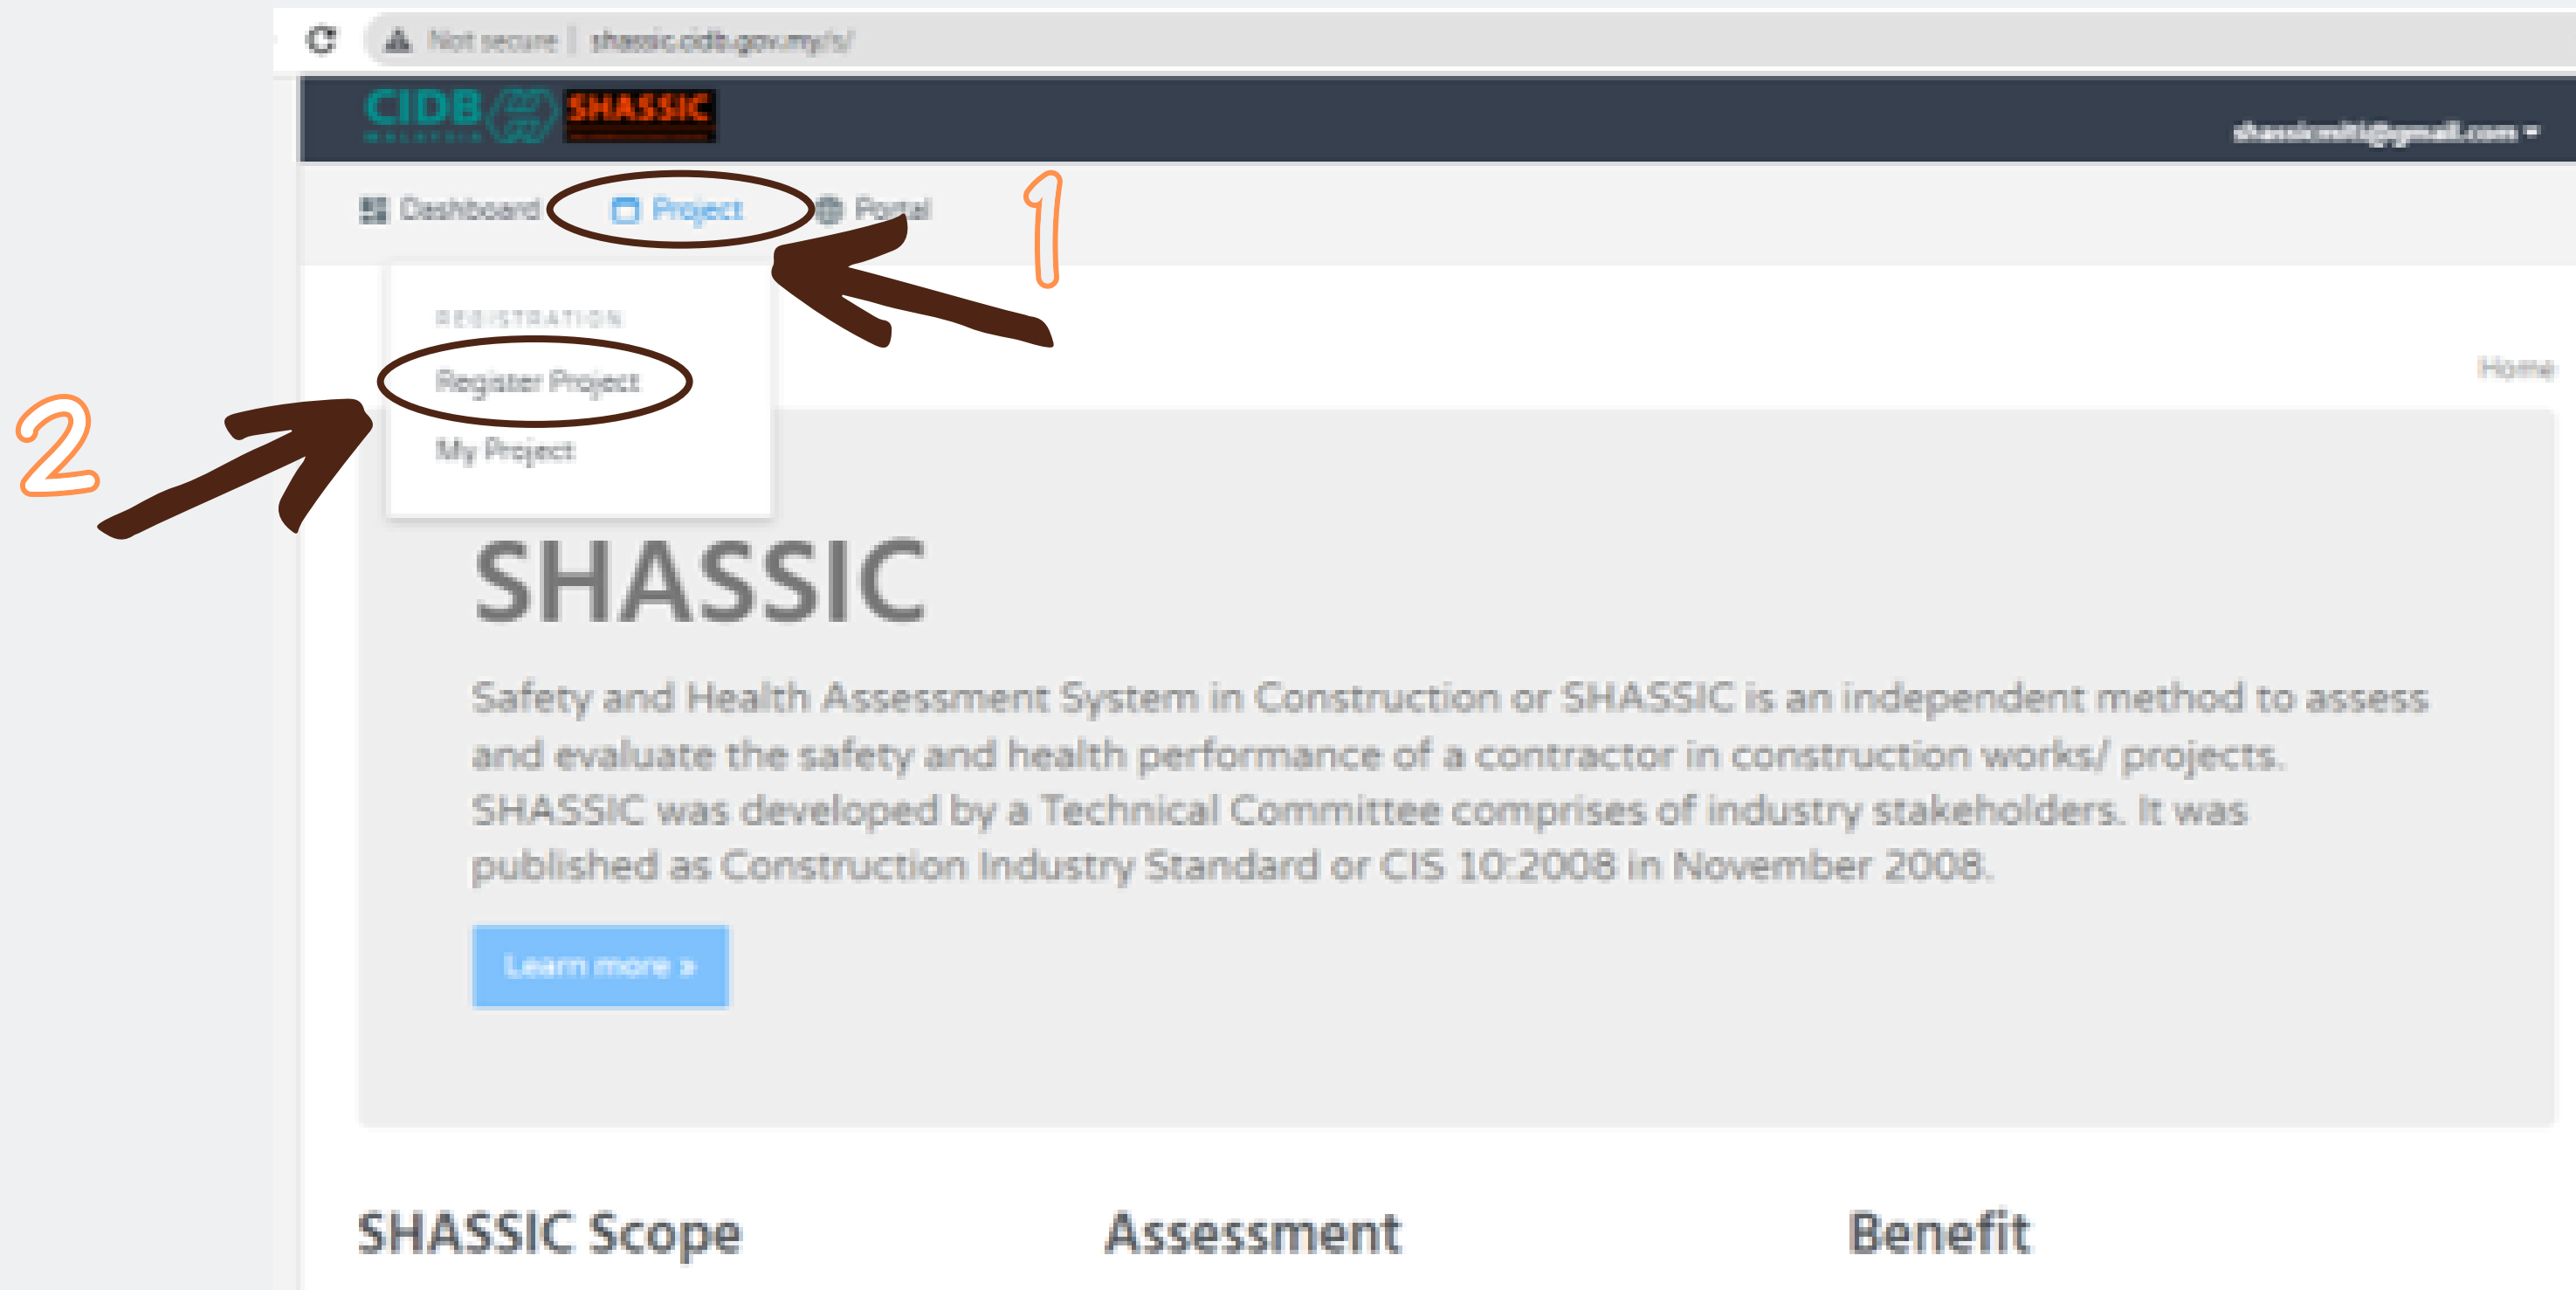 Not secure | shassic.cidb.gov.my/s/
CIDB SHASSIC
MALAYSIA
shassicmiti@gmail.com
Dashboard Project Portal
1
REGISTRATION
Register Project
My Project
2
Home
SHASSIC
Safety and Health Assessment System in Construction or SHASSIC is an independent method to assess
and evaluate the safety and health performance of a contractor in construction works/ projects.
SHASSIC was developed by a Technical Committee comprises of industry stakeholders. It was
published as Construction Industry Standard or CIS 10:2008 in November 2008.
Learn more »
SHASSIC Scope Assessment Benefit